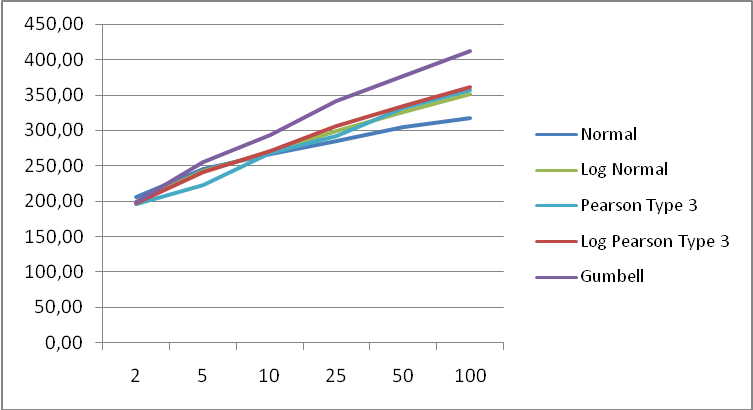 450,00
400,00
350,00
300,00
250,00
200,00
150,00
100,00
50,00
0,00
2 5 10 25 50 100
Normal
Log Normal
Pearson Type 3
Log Pearson Type 3
Gumbell